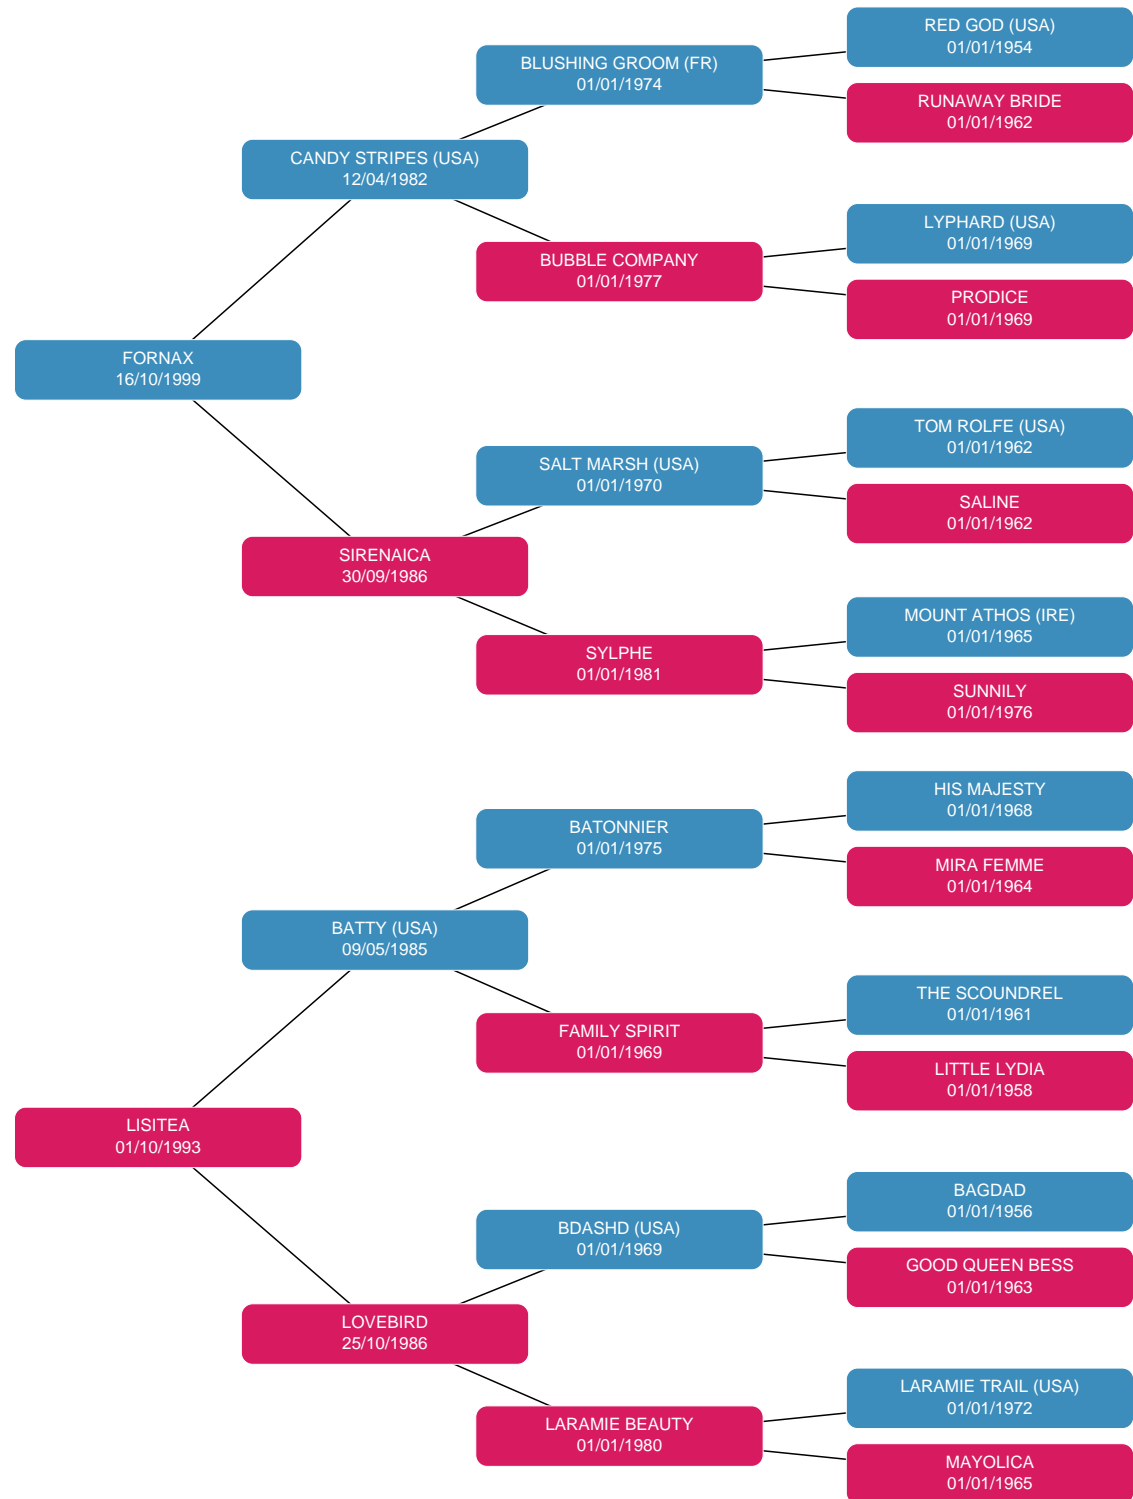 RED GOD (USA)
01/01/1954
BLUSHING GROOM (FR)
01/01/1974
RUNAWAY BRIDE
01/01/1962
CANDY STRIPES (USA)
12/04/1982
LYPHARD (USA)
01/01/1969
BUBBLE COMPANY
01/01/1977
PRODICE
01/01/1969
FORNAX
16/10/1999
TOM ROLFE (USA)
01/01/1962
SALT MARSH (USA)
01/01/1970
SALINE
01/01/1962
SIRENAICA
30/09/1986
MOUNT ATHOS (IRE)
01/01/1965
SYLPHE
01/01/1981
SUNNILY
01/01/1976
HIS MAJESTY
01/01/1968
BATONNIER
01/01/1975
MIRA FEMME
01/01/1964
BATTY (USA)
09/05/1985
THE SCOUNDREL
01/01/1961
FAMILY SPIRIT
01/01/1969
LITTLE LYDIA
01/01/1958
LISITEA
01/10/1993
BAGDAD
01/01/1956
BDASHD (USA)
01/01/1969
GOOD QUEEN BESS
01/01/1963
LOVEBIRD
25/10/1986
LARAMIE TRAIL (USA)
01/01/1972
LARAMIE BEAUTY
01/01/1980
MAYOLICA
01/01/1965